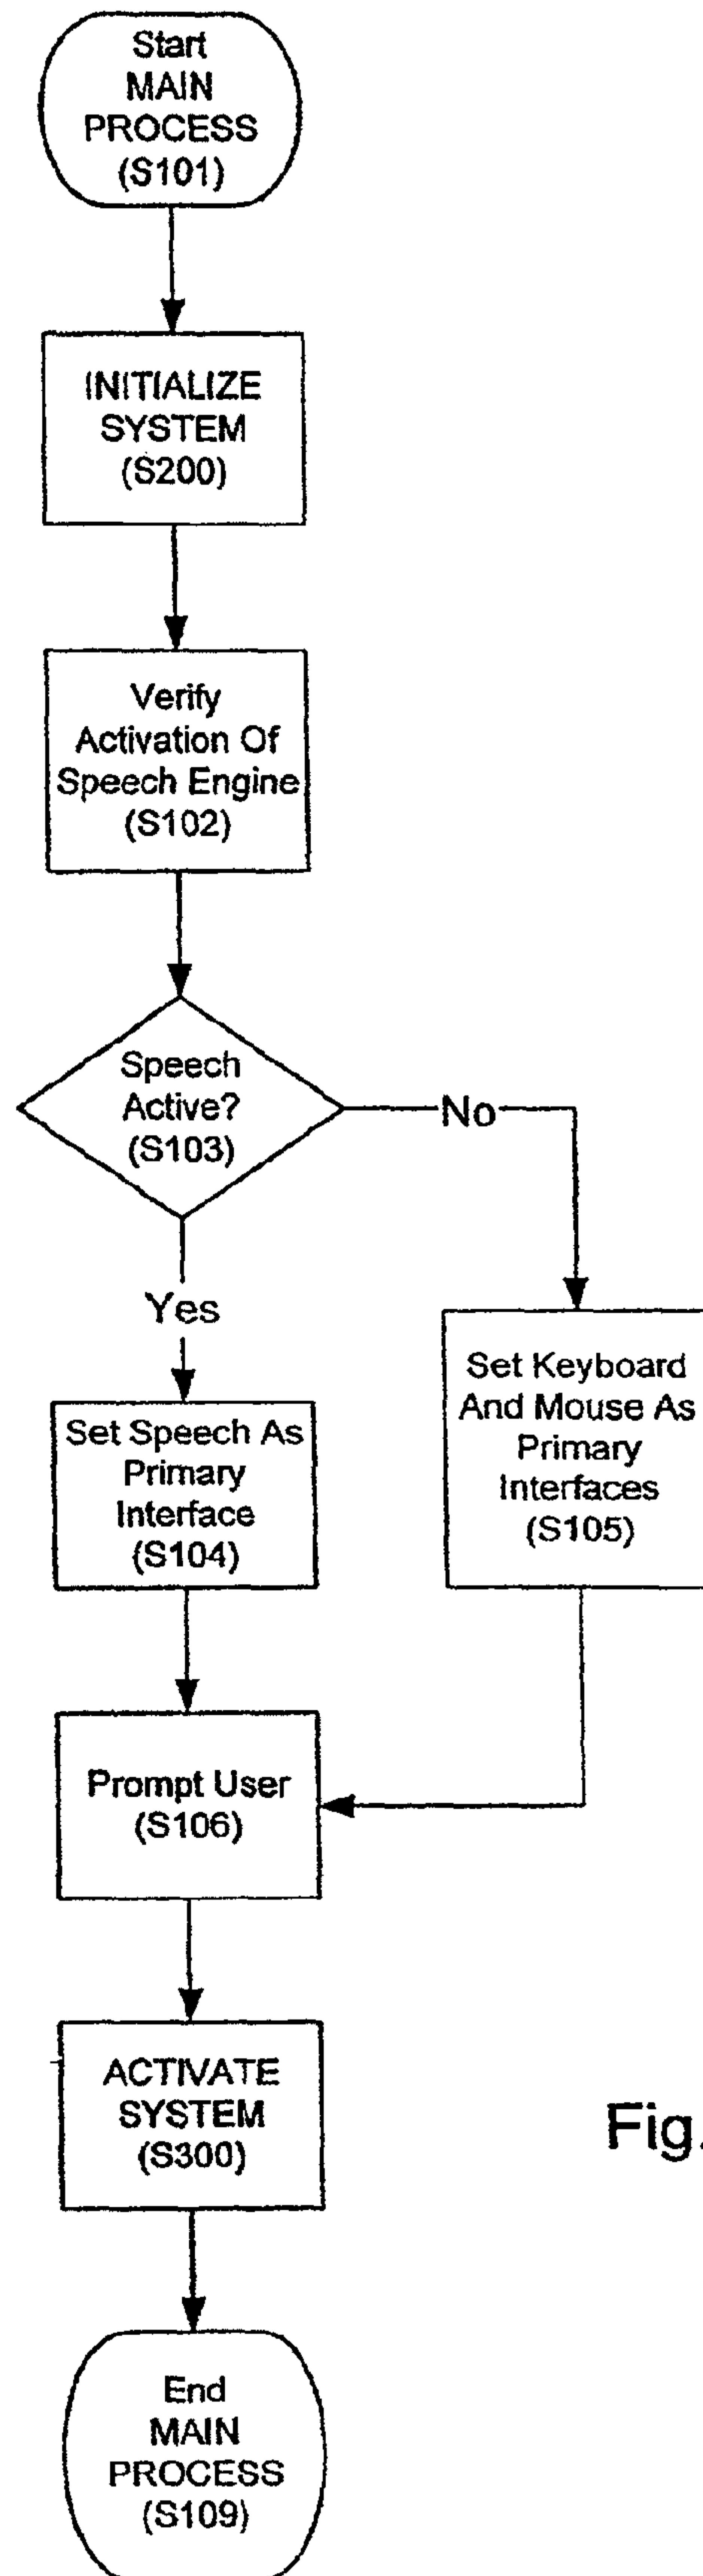 Start
MAIN
PROCESS
(S101)
INITIALIZE
SYSTEM
(S200)
Verify
Activation Of
Speech Engine
(S102)
Speech
Active?
(S103)
No
Yes
Set Keyboard
And Mouse As
Primary
Interfaces
(S105)
Set Speech As
Primary
Interface
(S104)
Prompt User
(S106)
ACTIVATE
SYSTEM
(S300)
Fig.
End
MAIN
PROCESS
(S109)